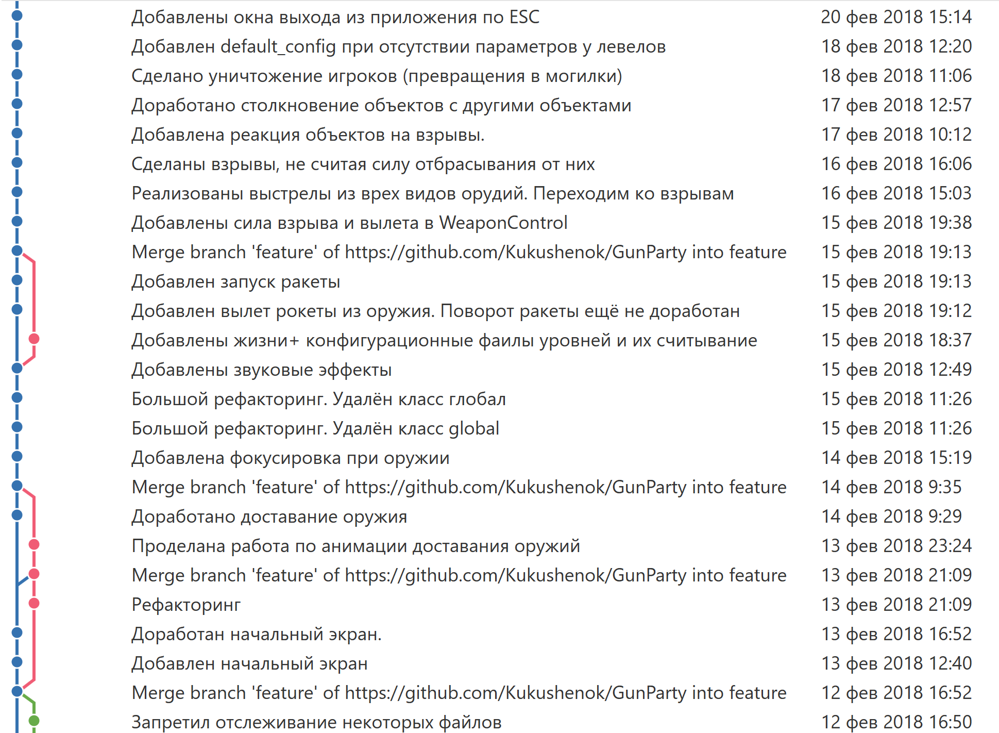 Добавлены окна выхода из приложения по ESC 20 фев 2018 15:14
Добавлен default_config при отсутствии параметров у левелов 18 фев 2018 12:20
Сделано уничтожение игроков (превращения в могилки) 18 фев 2018 11:06
Доработано столкновение объектов с другими объектами 17 фев 2018 12:57
Добавлена реакция объектов на взрывы. 17 фев 2018 10:12
Сделаны взрывы, не считая силу отбрасывания от них 16 фев 2018 16:06
Реализованы выстрелы из врех видов орудий. Переходим ко взрывам 16 фев 2018 15:03
Добавлены сила взрыва и вылета в WeaponControl 15 фев 2018 19:38
Merge branch 'feature' of https://github.com/Kukushenok/GunParty into feature 15 фев 2018 19:13
Добавлен запуск ракеты 15 фев 2018 19:13
Добавлен вылет рокеты из оружия. Поворот ракеты ещё не доработан 15 фев 2018 19:12
Добавлены жизни+ конфигурационные фаилы уровней и их считывание 15 фев 2018 18:37
Добавлены звуковые эффекты 15 фев 2018 12:49
Большой рефакторинг. Удалён класс глобал 15 фев 2018 11:26
Большой рефакторинг. Удалён класс global 15 фев 2018 11:26
Добавлена фокусировка при оружии 14 фев 2018 15:19
Merge branch 'feature' of https://github.com/Kukushenok/GunParty into feature 14 фев 2018 9:35
Доработано доставание оружия 14 фев 2018 9:29
Проделана работа по анимации доставания оружий 13 фев 2018 23:24
Merge branch 'feature' of https://github.com/Kukushenok/GunParty into feature 13 фев 2018 21:09
Рефакторинг 13 фев 2018 21:09
Доработан начальный экран. 13 фев 2018 16:52
Добавлен начальный экран 13 фев 2018 12:40
Merge branch 'feature' of https://github.com/Kukushenok/GunParty into feature 12 фев 2018 16:52
Запретил отслеживание некоторых файлов 12 фев 2018 16:50